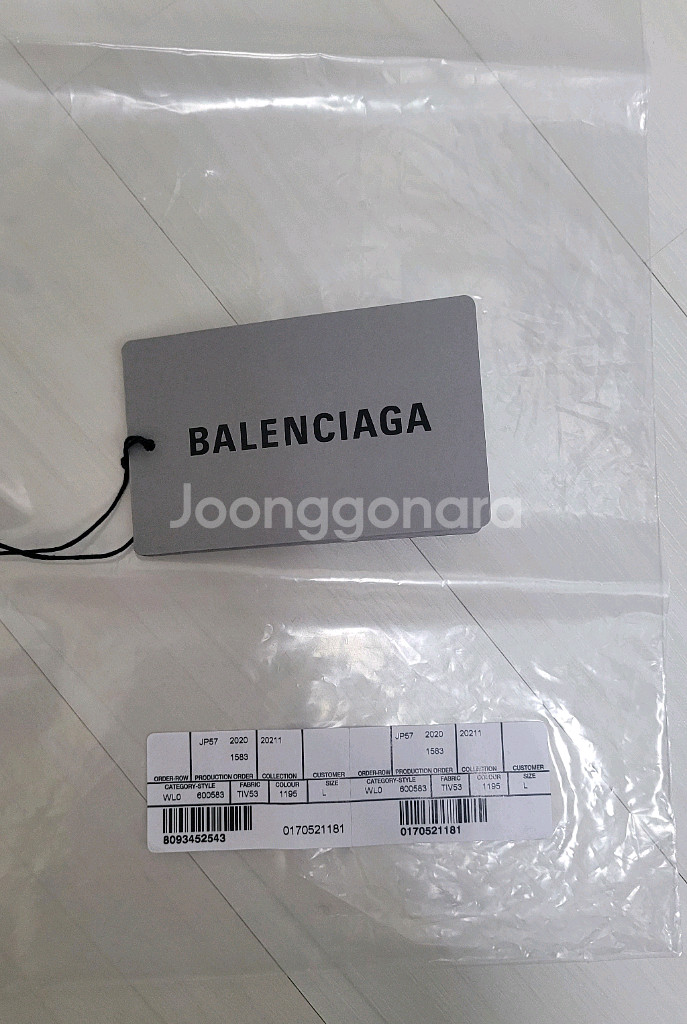 BALENCIAGA
Joonggonara
JP57 2020 20211 JP57 2020 20211
1583 1583
ORDER-ROW PRODUCTION ORDER COLLECTION CUSTOMER ORDER-ROW PRODUCTION ORDER COLLECTION CUSTOMER
CATEGORY-STYLE FABRIC COLOUR SIZE CATEGORY-STYLE FABRIC COLOUR SIZE
WL0 600583 TIV53 1195 L WL0 600583 TIV53 1195 L
8093452543 0170521181 0170521181